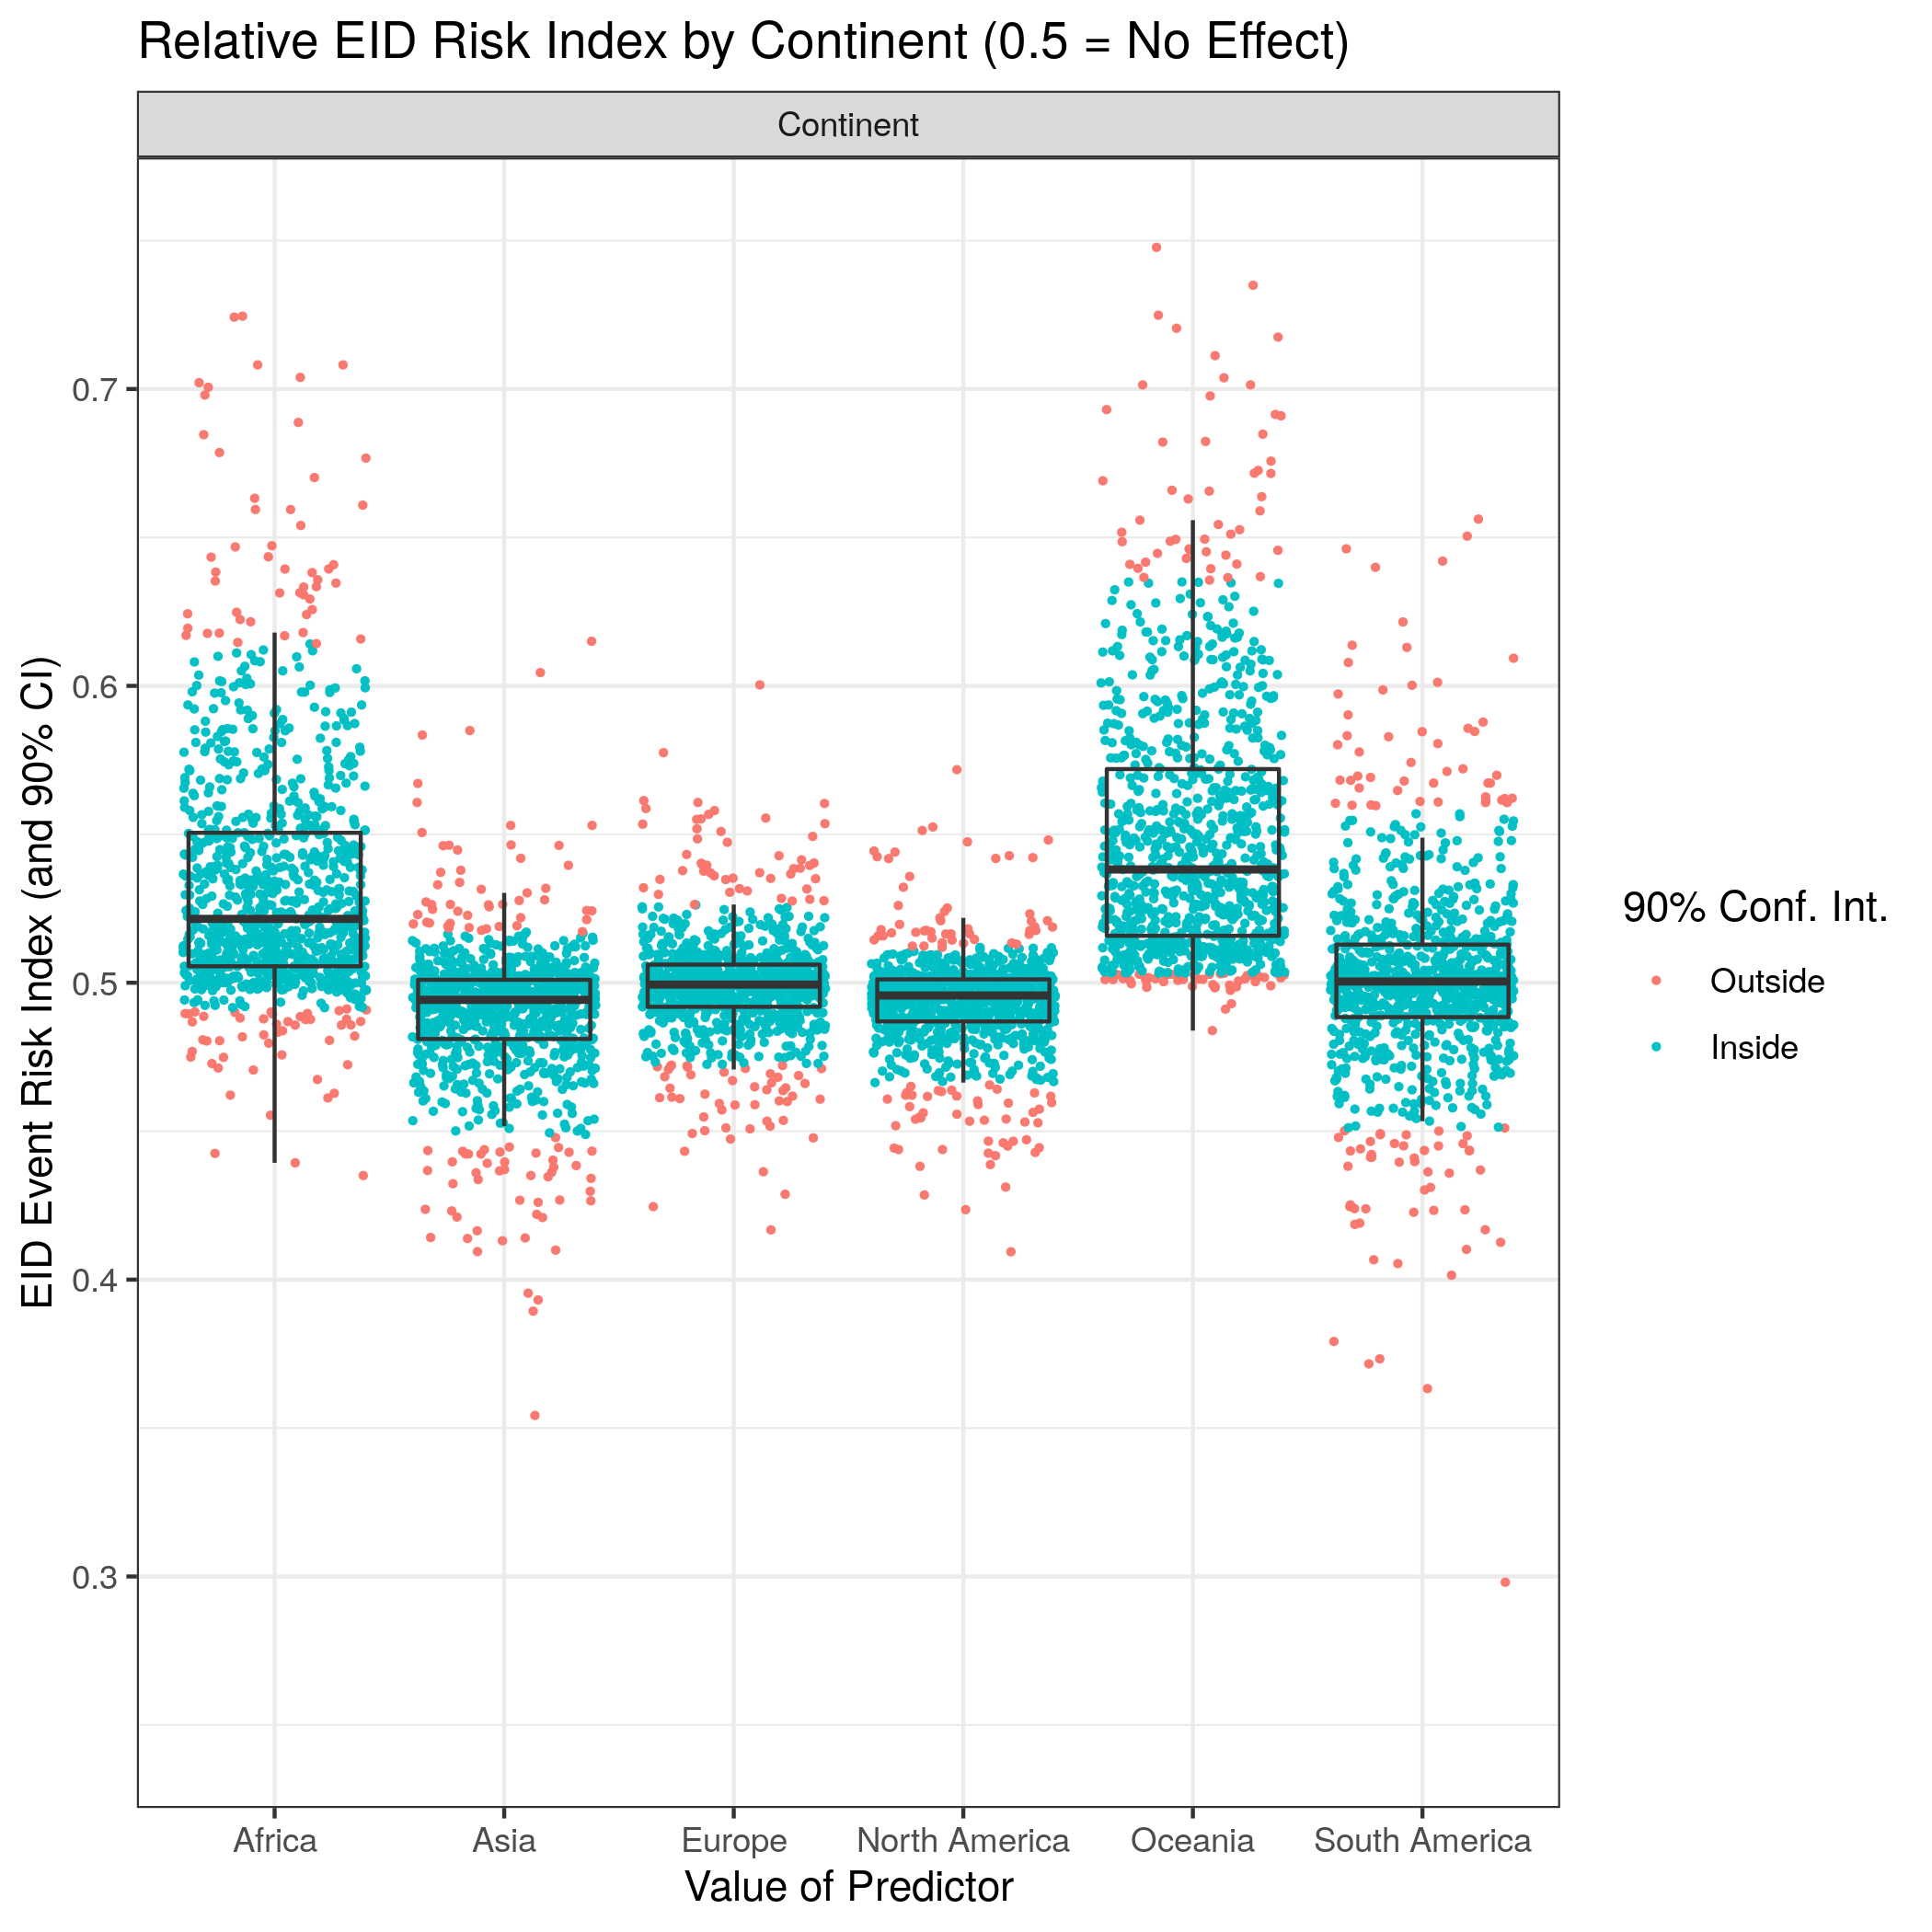 Relative EID Risk Index by Continent (0.5 = No Effect)
Continent
EID Event Risk Index (and 90% CI)
0.7
0.6
0.5
0.4
0.3
Africa Asia Europe North America Oceania South America
Value of Predictor
90% Conf. Int.
Outside
Inside